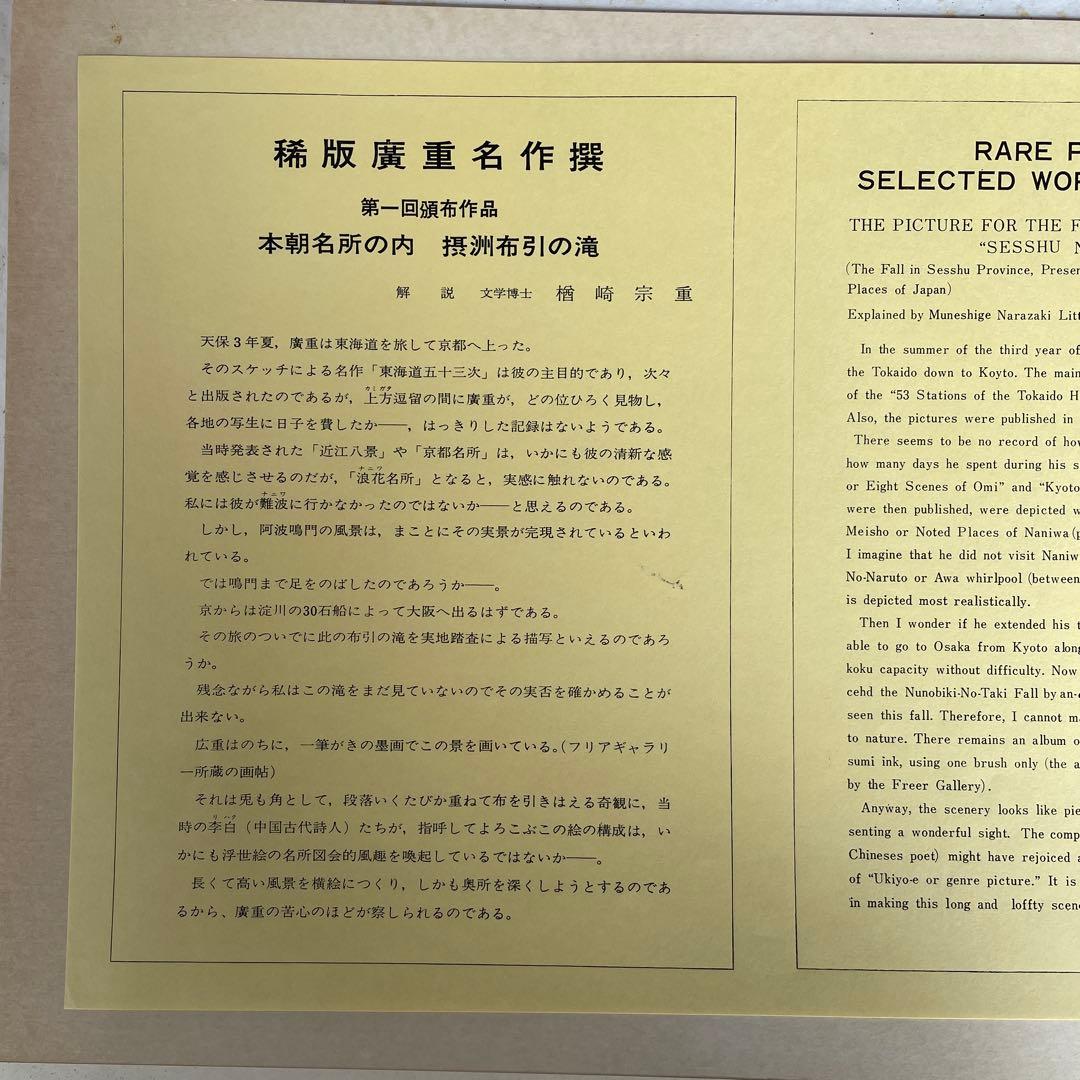 稀版廣重名作撰
第一回頒布作品
本朝名所の内　摂洲布引の滝
解　説　文学博士　楢崎宗重
天保3年夏，廣重は東海道を旅して京都へ上った。
そのスケッチによる名作「東海道五十三次」は彼の主目的であり，次々
カミガタ
と出版されたのであるが，上方逗留の間に廣重が，どの位ひろく見物し，
各地の写生に日子を費したか――，はっきりした記録はないようである。
当時発表された「近江八景」や「京都名所」は，いかにも彼の清新な感
ナニワ
覚を感じさせるのだが，「浪花名所」となると，実感に触れないのである。
ナニワ
私には彼が難波に行かなかったのではないか――と思えるのである。
しかし，阿波鳴門の風景は，まことにその実景が完現されているといわ
れている。
では鳴門まで足をのばしたのであろうか――。
京からは淀川の30石船によって大阪へ出るはずである。
その旅のついでに此の布引の滝を実地踏査による描写といえるのであろ
うか。
残念ながら私はこの滝をまだ見ていないのでその実否を確かめることが
出来ない。
広重はのちに，一筆がきの墨画でこの景を画いている。（フリアギャラリ
ー所蔵の画帖）
それは兎も角として，段落いくたびか重ねて布を引きはえる奇観に，当
リハク
時の李白（中国古代詩人）たちが，指呼してよろこぶこの絵の構成は，い
かにも浮世絵の名所図会的風趣を喚起しているではないか――。
長くて高い風景を横絵につくり，しかも奥所を深くしようとするのであ
るから、廣重の苦心のほどが察しられるのである。
RARE
SELECTED
THE PICTURE FOR THE
“SESSHU
(The Fall in Sesshu Province,
Places of Japan)
Explained by Muneshige Narazaki
In the summer of the third year of
the Tokaido down to Koyto. The main
of the “53 Stations of the Tokaido
Also, the pictures were published in
There seems to be no record of
how many days he spent during his
or Eight Scenes of Omi” and “Kyoto
were then published, were depicted
Meisho or Noted Places of Naniwa
I imagine that he did not visit
No-Naruto or Awa whirlpool (between
is depicted most realistically.
Then I wonder if he extended his
able to go to Osaka from Kyoto
koku capacity without difficulty. Now
cehd the Nunobiki-No-Taki Fall by
seen this fall. Therefore, I cannot
to nature. There remains an album
sumi ink, using one brush only (the
by the Freer Gallery).
Anyway, the scenery looks like
senting a wonderful sight. The
Chineses poet) might have rejoiced
of “Ukiyo-e or genre picture.” It is
in making this long and loffty